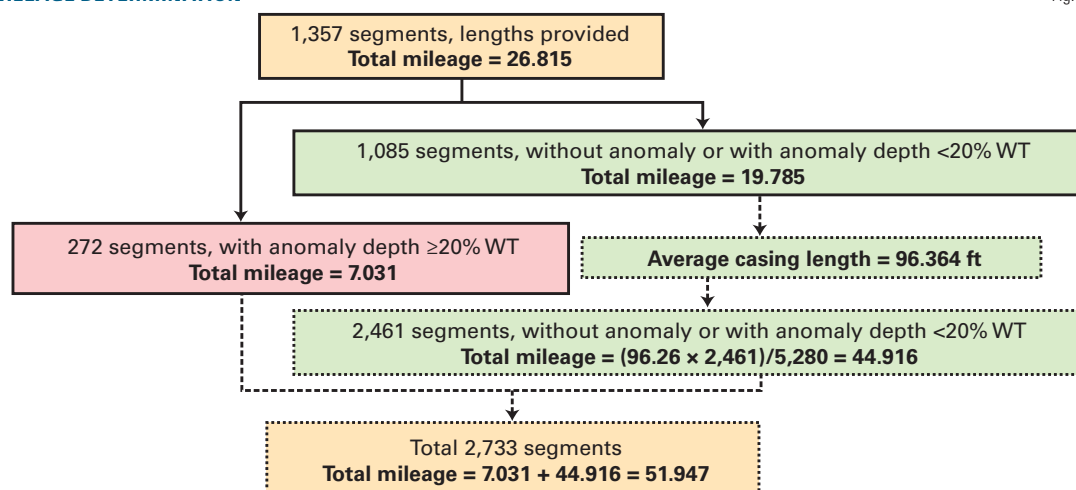 1,357 segments, lengths provided
Total mileage = 26.815
1,085 segments, without anomaly or with anomaly depth <20% WT
Total mileage = 19.785
272 segments, with anomaly depth ≥20% WT
Total mileage = 7.031
Average casing length = 96.364 ft
2,461 segments, without anomaly or with anomaly depth <20% WT
Total mileage = (96.26 × 2,461)/5,280 = 44.916
Total 2,733 segments
Total mileage = 7.031 + 44.916 = 51.947